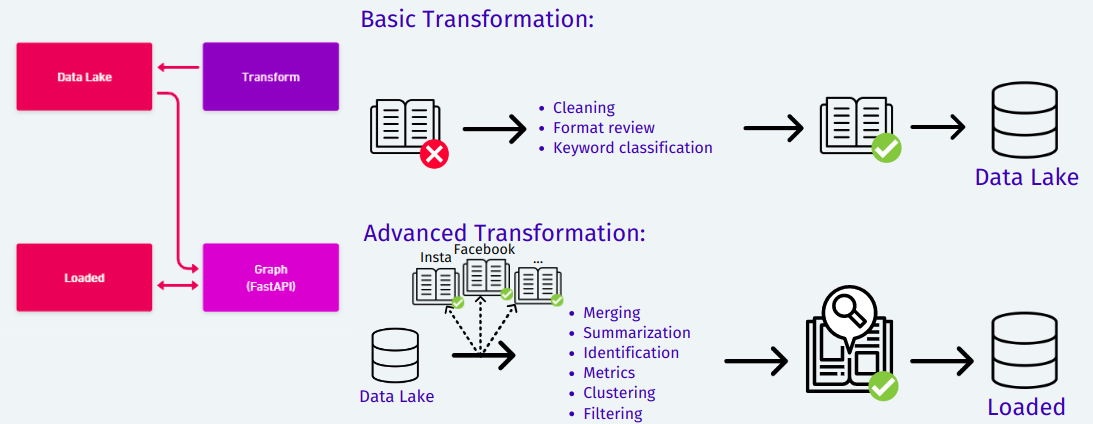 Basic Transformation:
Data Lake
Transform
• Cleaning
• Format review
• Keyword classification
Data Lake
Advanced Transformation:
Insta
Facebook
...
Loaded
Graph
(FastAPI)
• Merging
• Summarization
• Identification
• Metrics
• Clustering
• Filtering
Data Lake
Loaded